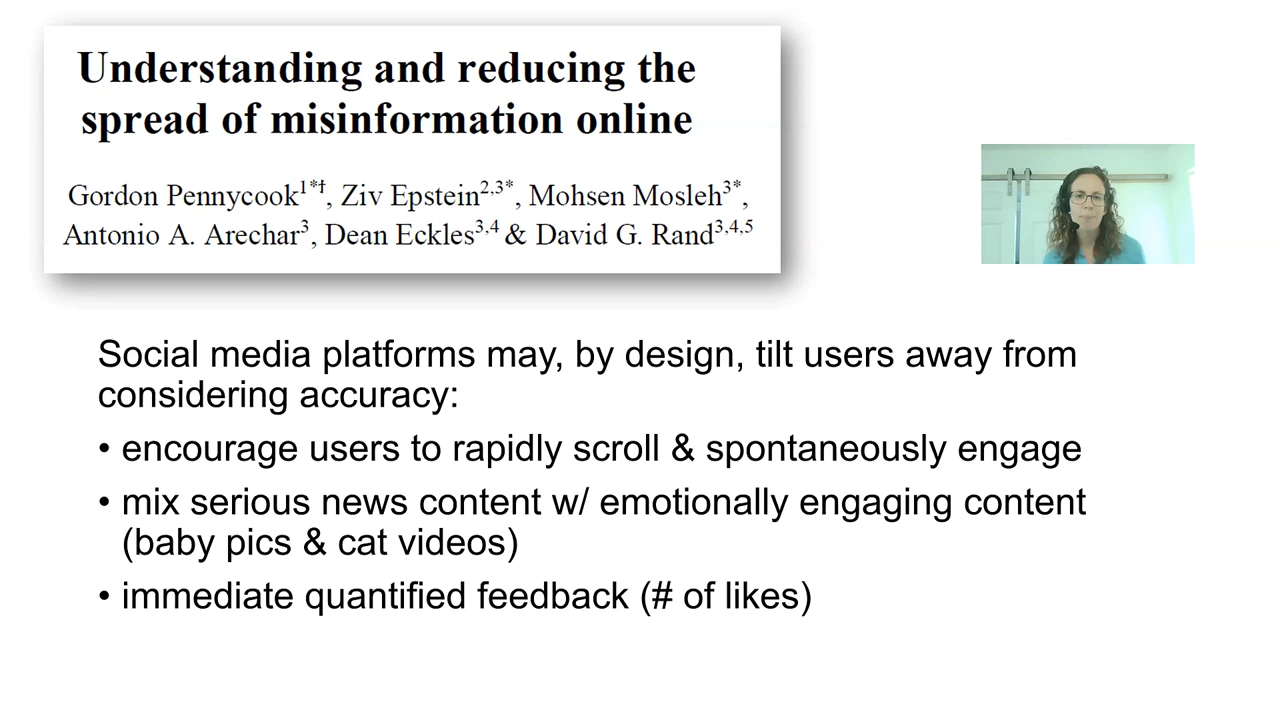 Understanding and reducing the
spread of misinformation online
Gordon Pennycook1*†, Ziv Epstein2,3*, Mohsen Mosleh3*,
Antonio A. Arechar3, Dean Eckles3,4 & David G. Rand3,4,5
Social media platforms may, by design, tilt users away from
considering accuracy:
• encourage users to rapidly scroll & spontaneously engage
• mix serious news content w/ emotionally engaging content
(baby pics & cat videos)
• immediate quantified feedback (# of likes)